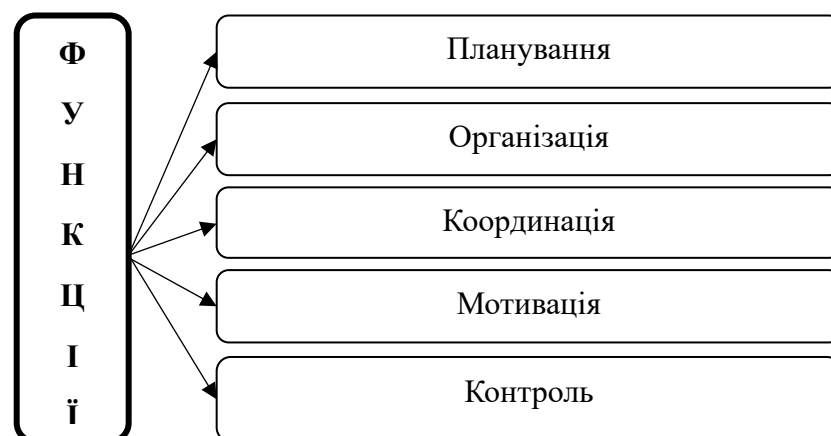 Ф
У
Н
К
Ц
І
Ї
Планування
Організація
Координація
Мотивація
Контроль